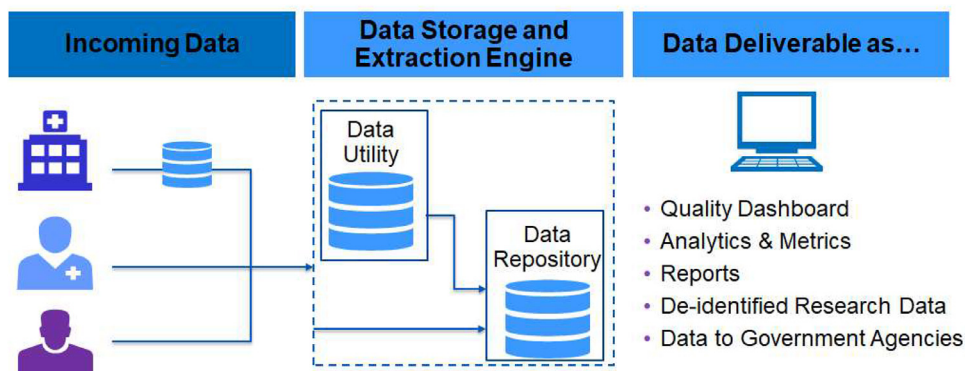 Incoming Data
Data Storage and
Extraction Engine
Data Deliverable as…
Data
Utility
Data
Repository
• Quality Dashboard
• Analytics & Metrics
• Reports
• De-identified Research Data
• Data to Government Agencies